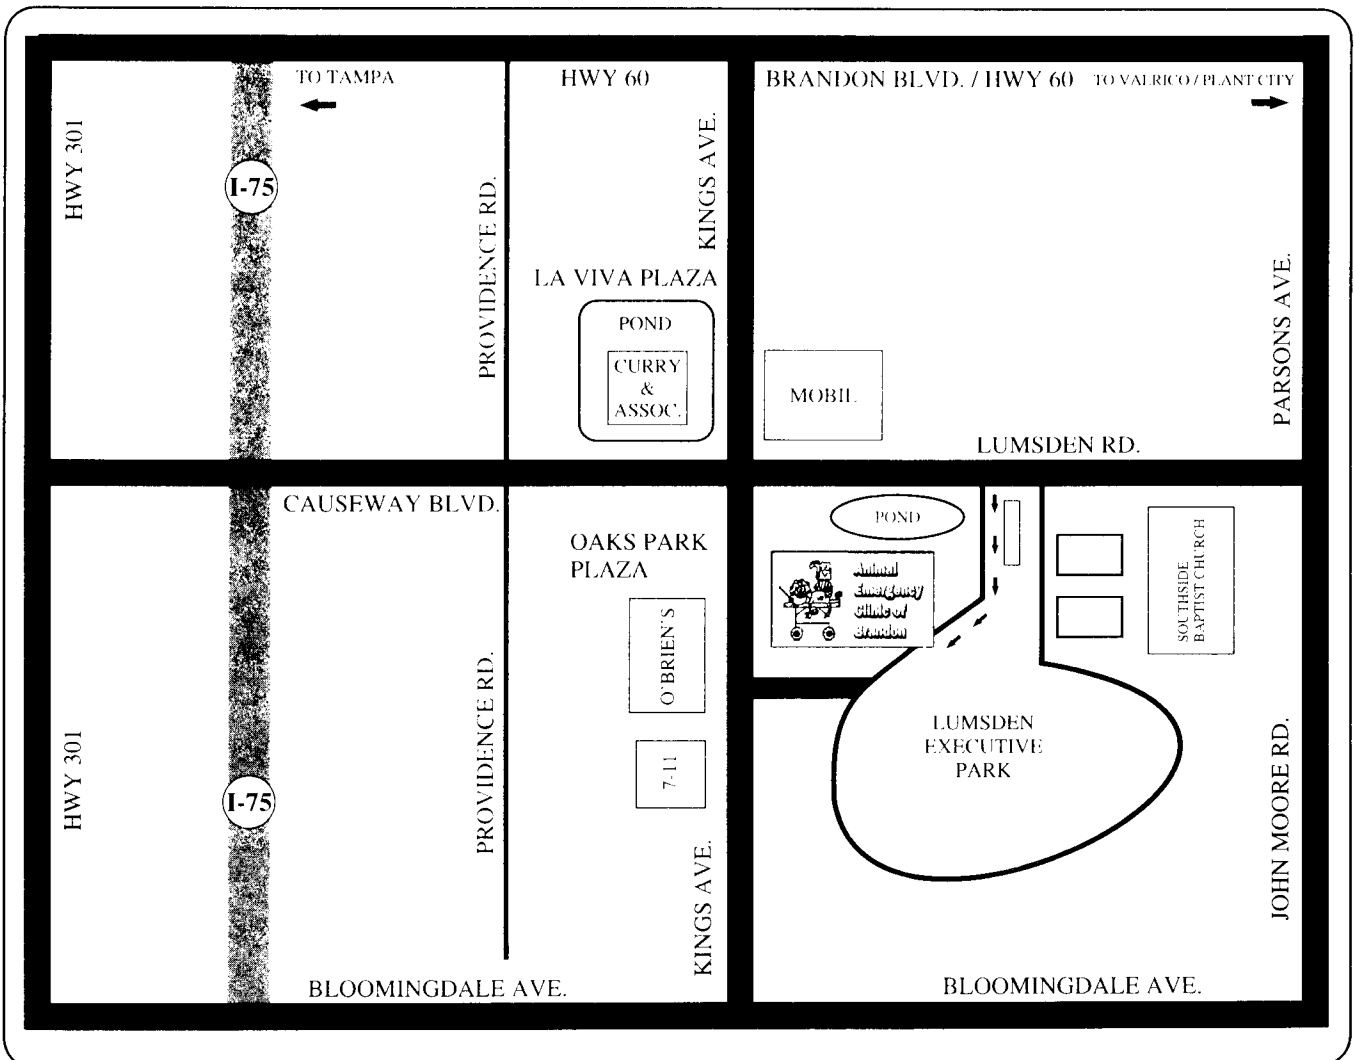 TO TAMPA
HWY 60
BRANDON BLVD. / HWY 60
TO VALRICO / PLANT CITY
HWY 301
I-75
PROVIDENCE RD.
KINGS AVE.
LA VIVA PLAZA
POND
CURRY
&
ASSOC.
MOBIL
PARSONS AVE.
LUMSDEN RD.
CAUSEWAY BLVD.
OAKS PARK
PLAZA
POND
Animal
Emergency
Clinic of
Brandon
SOUTHSIDE
BAPTIST CHURCH
O'BRIEN'S
7-11
HWY 301
I-75
PROVIDENCE RD.
KINGS AVE.
LUMSDEN
EXECUTIVE
PARK
JOHN MOORE RD.
BLOOMINGDALE AVE.
BLOOMINGDALE AVE.